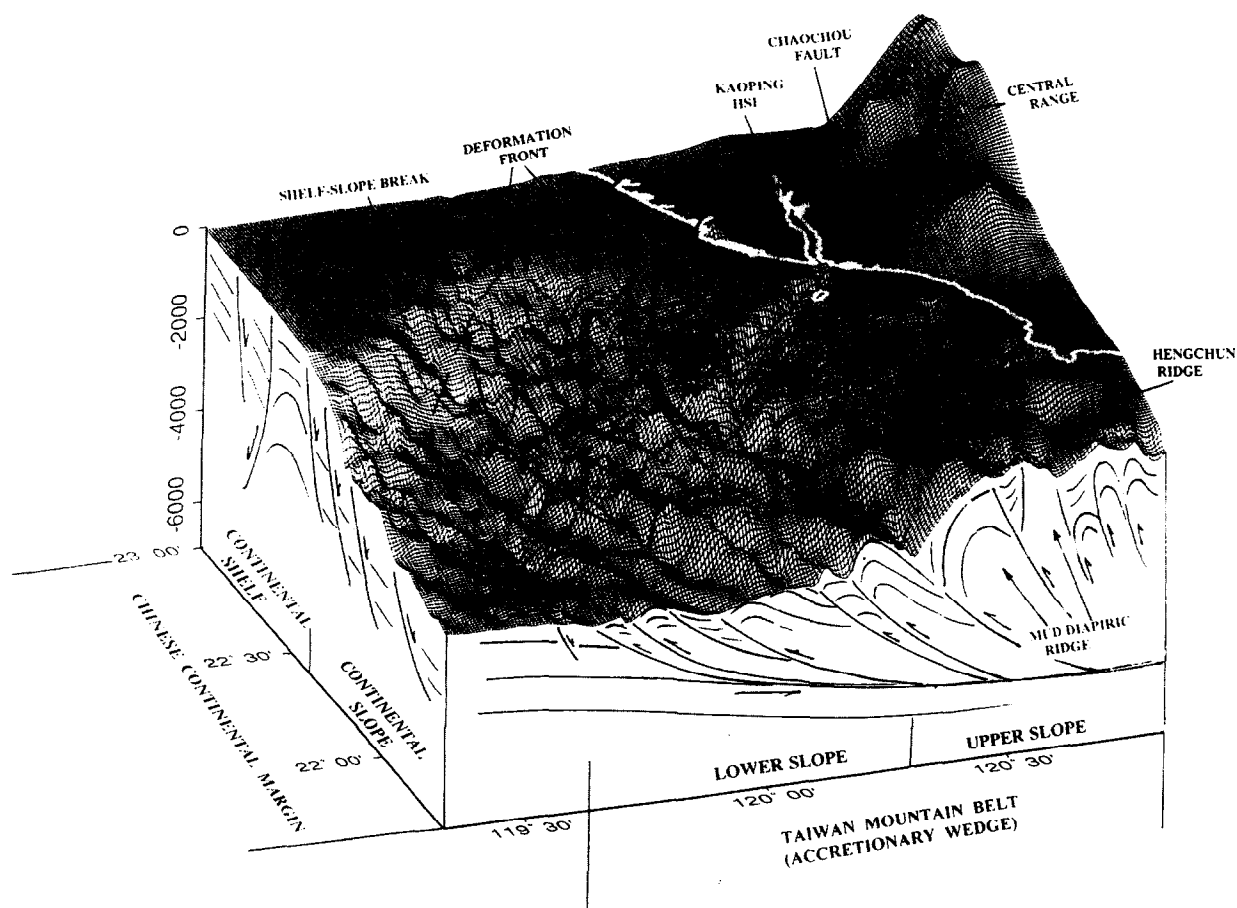 CHAOCHOU
FAULT
KAOPING
HSI
CENTRAL
RANGE
DEFORMATION
FRONT
SHELF-SLOPE BREAK
HENGCHUN
RIDGE
0
-2000
-4000
-6000
23° 00'
22° 30'
22° 00'
CONTINENTAL
SHELF
CONTINENTAL
SLOPE
CHINESE CONTINENTAL MARGIN
MUD DIAPIRIC
RIDGE
LOWER SLOPE
UPPER SLOPE
119° 30'
120° 00'
120° 30'
TAIWAN MOUNTAIN BELT
(ACCRETIONARY WEDGE)